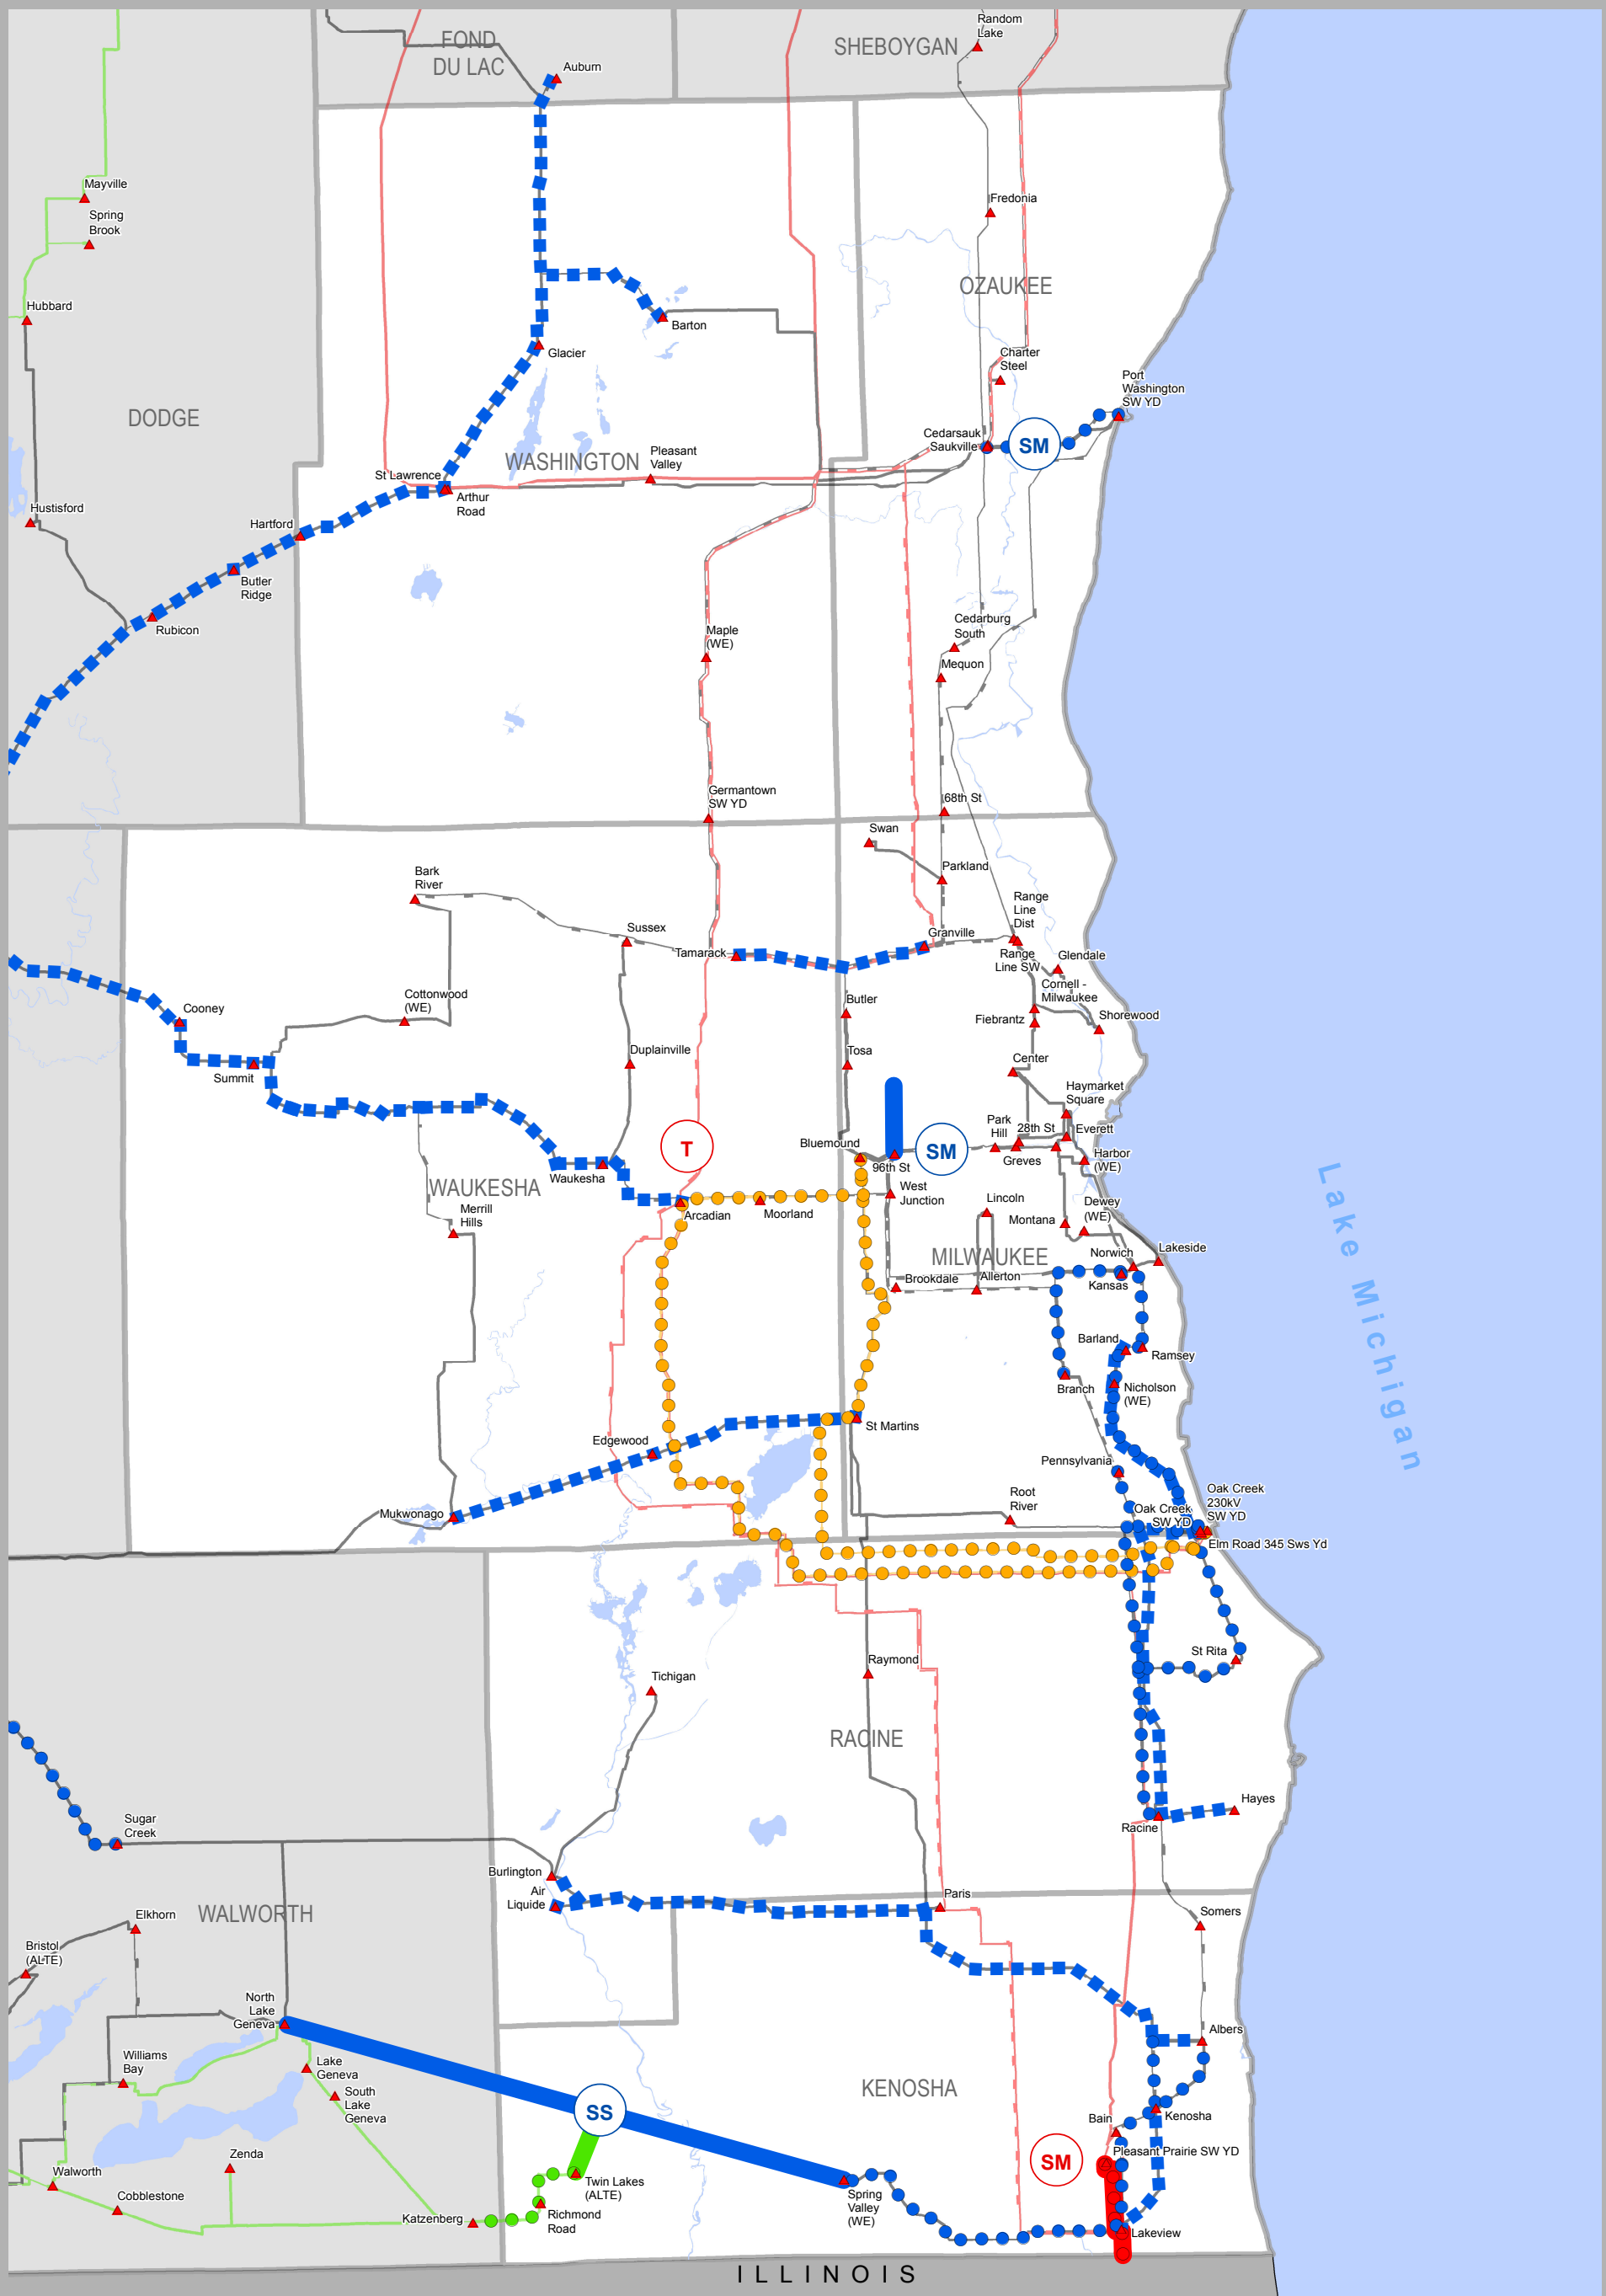 Random
Lake
FOND
DU LAC
SHEBOYGAN
Auburn
Mayville
Spring
Brook
Fredonia
OZAUKEE
Hubbard
Barton
Glacier
Charter
Steel
Port
Washington
SW YD
DODGE
Cedarsauk
Saukville
SM
WASHINGTON
Pleasant
Valley
St Lawrence
Arthur
Road
Hustisford
Hartford
Butler
Ridge
Rubicon
Cedarburg
South
Maple
(WE)
Mequon
Germantown
SW YD
68th St
Swan
Parkland
Bark
River
Range
Line
Dist
Sussex
Granville
Tamarack
Range
Line SW
Glendale
Cornell -
Milwaukee
Cottonwood
(WE)
Cooney
Butler
Fiebrantz
Shorewood
Summit
Duplainville
Tosa
Center
Haymarket
Square
Park
Hill
28th St
Everett
T
Bluemound
SM
96th St
Greves
Harbor
(WE)
Waukesha
WAUKESHA
West
Junction
Lincoln
Dewey
(WE)
Merrill
Hills
Arcadian
Moorland
Montana
MILWAUKEE
Norwich
Lakeside
Brookdale
Allerton
Kansas
Lake Michigan
Barland
Ramsey
Branch
Nicholson
(WE)
St Martins
Edgewood
Pennsylvania
Mukwonago
Root
River
Oak Creek
SW YD
Oak Creek
230kV
SW YD
Elm Road 345 Sws Yd
St Rita
Raymond
Tichigan
RACINE
Hayes
Racine
Sugar
Creek
Burlington
Air
Liquide
Paris
WALWORTH
Elkhorn
Somers
Bristol
(ALTE)
North
Lake
Geneva
Albers
Williams
Bay
Lake
Geneva
South
Lake
Geneva
KENOSHA
SS
Bain
Kenosha
Zenda
SM
Pleasant Prairie SW YD
Walworth
Twin Lakes
(ALTE)
Spring
Valley
(WE)
Cobblestone
Katzenberg
Richmond
Road
Lakeview
ILLINOIS